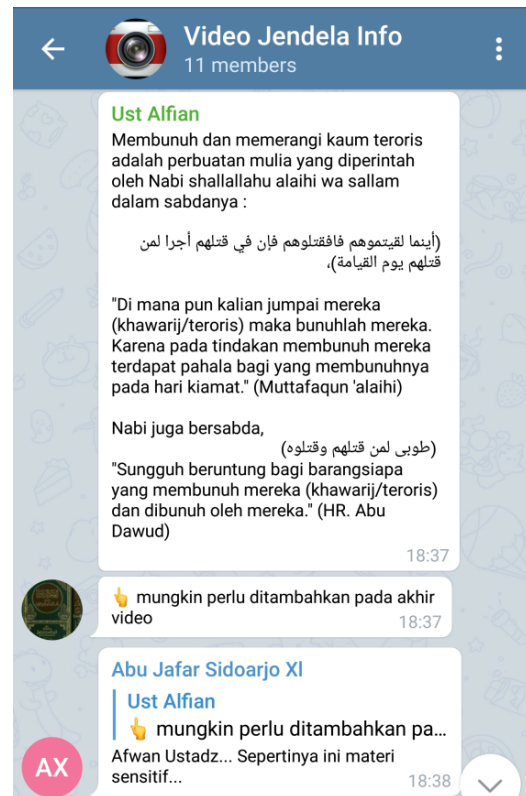 Video Jendela Info
11 members
Ust Alfian
Membunuh dan memerangi kaum teroris
adalah perbuatan mulia yang diperintah
oleh Nabi shallallahu alaihi wa sallam
dalam sabdanya :
(أينما لقيتموهم فافقتلوهم فإن في قتلهم أجرا لمن
قتلهم يوم القيامة)،
"Di mana pun kalian jumpai mereka
(khawarij/teroris) maka bunuhlah mereka.
Karena pada tindakan membunuh mereka
terdapat pahala bagi yang membunuhnya
pada hari kiamat." (Muttafaqun 'alaihi)
Nabi juga bersabda,
(طوبى لمن قتلهم وقتلوه)
"Sungguh beruntung bagi barangsiapa
yang membunuh mereka (khawarij/teroris)
dan dibunuh oleh mereka." (HR. Abu
Dawud)
18:37
👆 mungkin perlu ditambahkan pada akhir
video
18:37
Abu Jafar Sidoarjo Xl
Ust Alfian
👆 mungkin perlu ditambahkan pa...
Afwan Ustadz... Sepertinya ini materi
sensitif...
18:38
AX